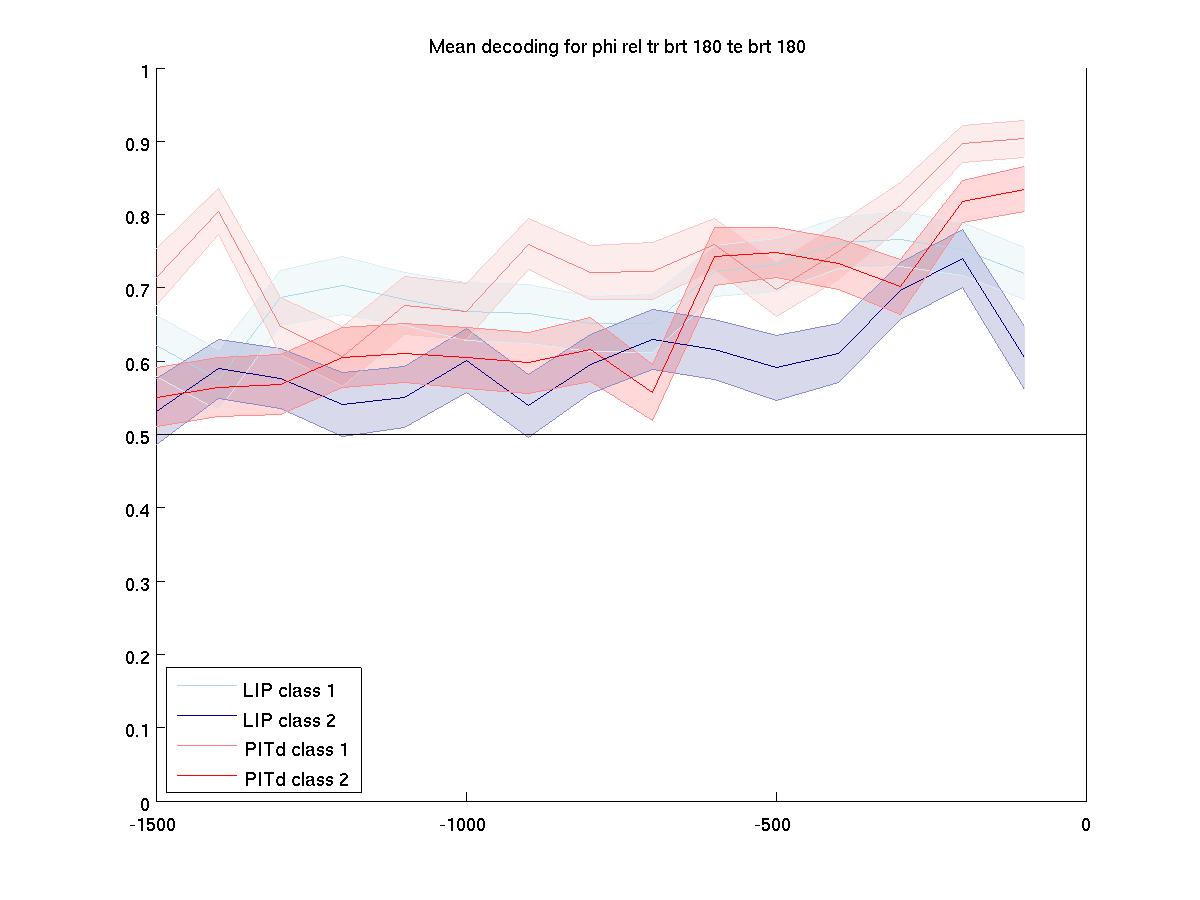 Mean decoding for phi rel tr brt 180 te brt 180
1
0.9
0.8
0.7
0.6
0.5
0.4
0.3
0.2
0.1
0
LIP class 1
LIP class 2
PITd class 1
PITd class 2
-1500 -1000 -500 0